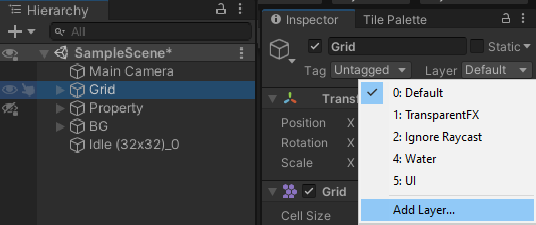 Hierarchy
All
SampleScene*
Main Camera
Grid
Property
BG
Idle (32x32)_0
Inspector
Tile Palette
Grid
Static
Tag
Untagged
Layer
Default
Transf
Position X
Rotation X
Scale X
Grid
Cell Size
0: Default
1: TransparentFX
2: Ignore Raycast
4: Water
5: UI
Add Layer...